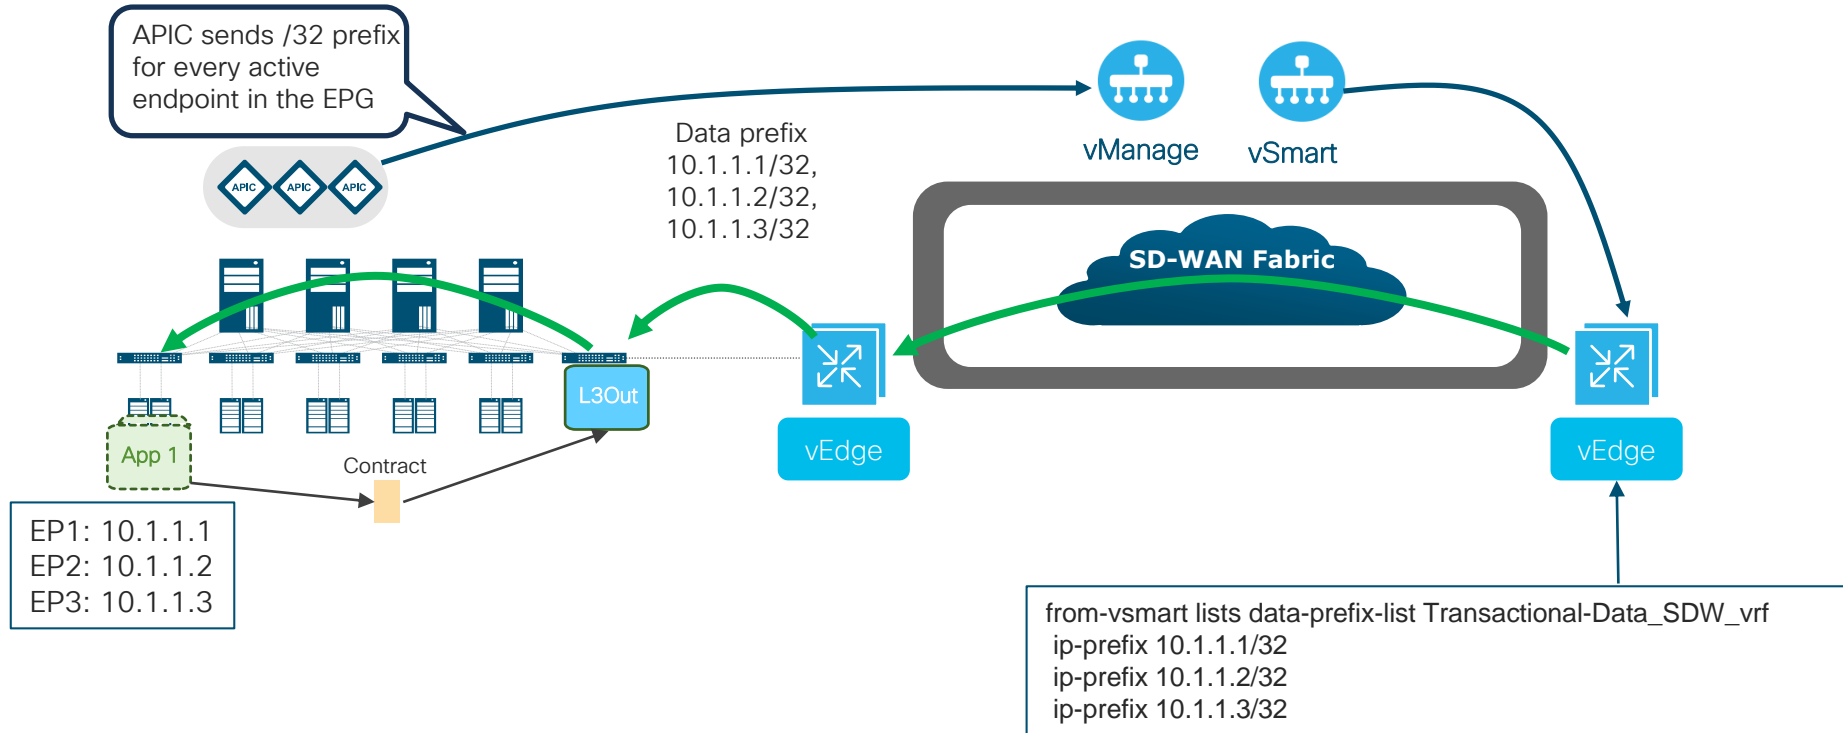 APIC sends /32 prefix
for every active
endpoint in the EPG
APIC
APIC
APIC
Data prefix
10.1.1.1/32,
10.1.1.2/32,
10.1.1.3/32
vManage
vSmart
SD-WAN Fabric
L3Out
App 1
Contract
vEdge
vEdge
EP1: 10.1.1.1
EP2: 10.1.1.2
EP3: 10.1.1.3
from-vsmart lists data-prefix-list Transactional-Data_SDW_vrf
ip-prefix 10.1.1.1/32
ip-prefix 10.1.1.2/32
ip-prefix 10.1.1.3/32